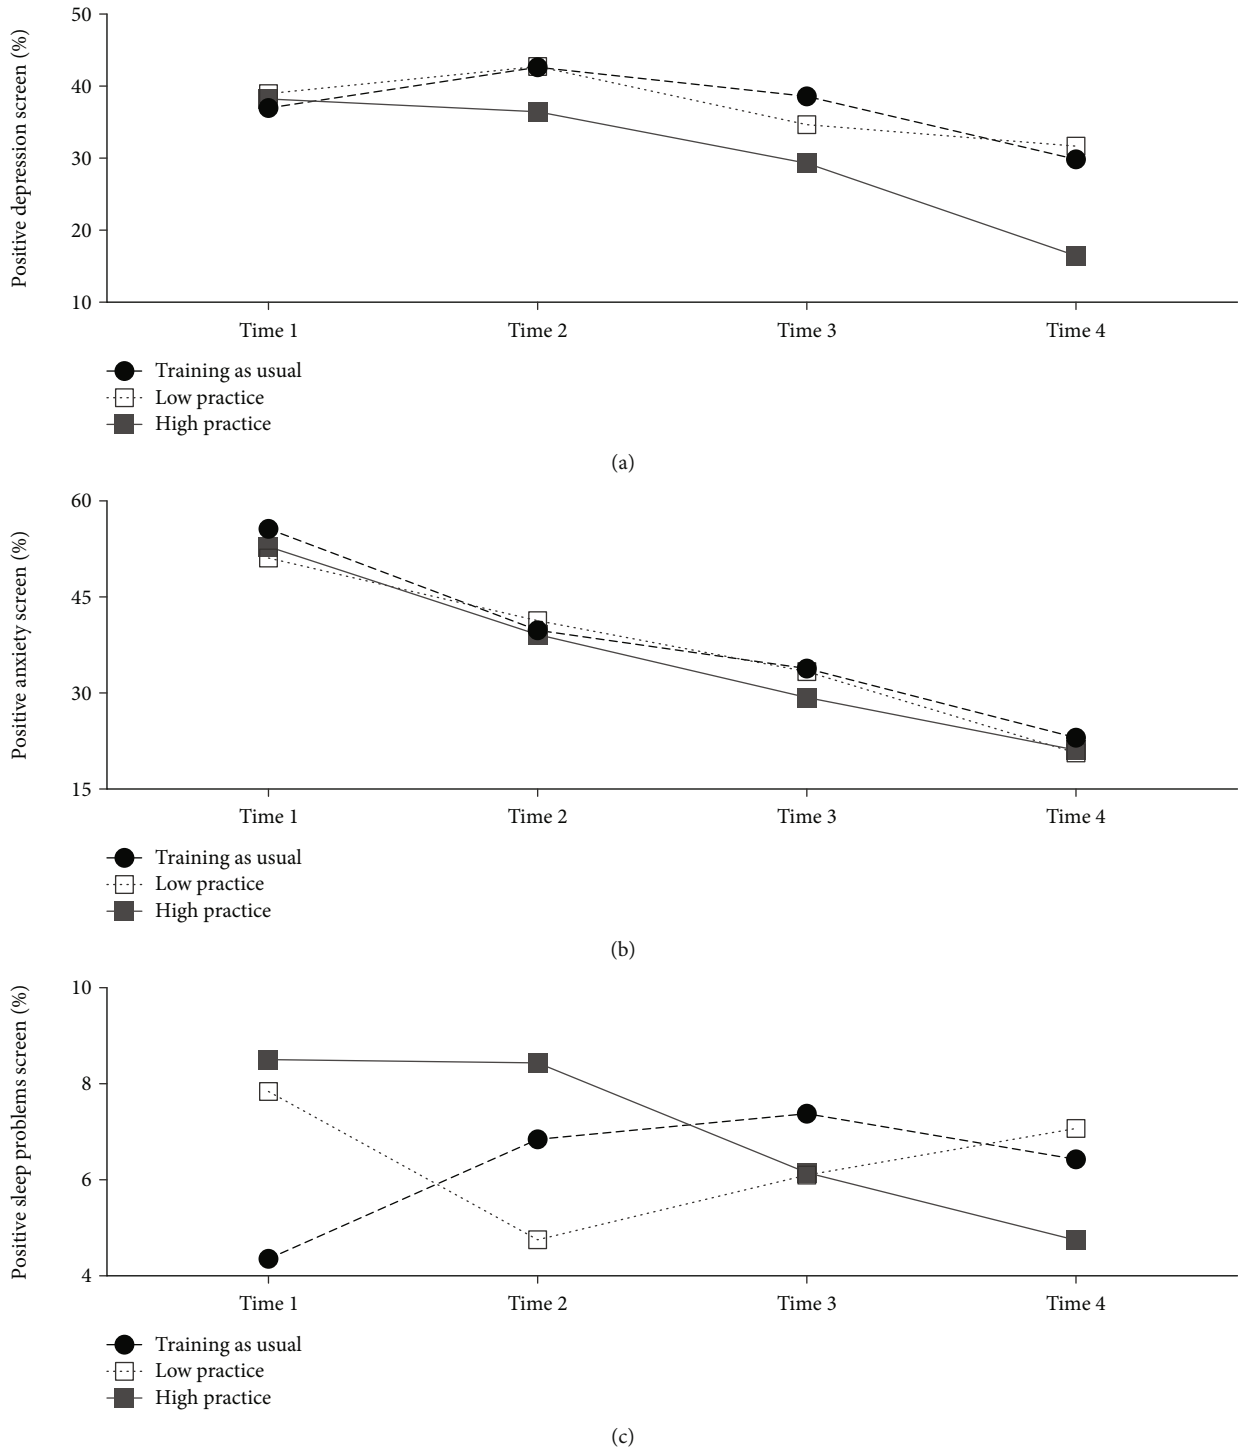 Positive depression screen (%)
50
40
30
20
10
Time 1 Time 2 Time 3 Time 4
Training as usual
Low practice
High practice
(a)
Positive anxiety screen (%)
60
45
30
15
Time 1 Time 2 Time 3 Time 4
Training as usual
Low practice
High practice
(b)
Positive sleep problems screen (%)
10
8
6
4
Time 1 Time 2 Time 3 Time 4
Training as usual
Low practice
High practice
(c)